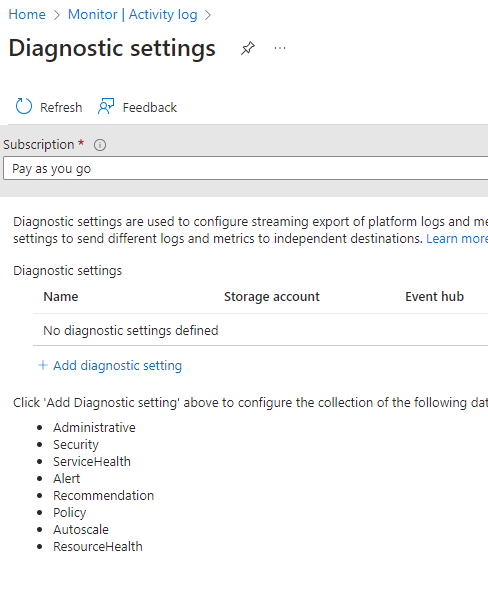 Home > Monitor | Activity log >
Diagnostic settings ...
Refresh Feedback
Subscription *
Pay as you go
Diagnostic settings are used to configure streaming export of platform logs and me
settings to send different logs and metrics to independent destinations. Learn more
Diagnostic settings
Name Storage account Event hub
No diagnostic settings defined
+ Add diagnostic setting
Click 'Add Diagnostic setting' above to configure the collection of the following dat
• Administrative
• Security
• ServiceHealth
• Alert
• Recommendation
• Policy
• Autoscale
• ResourceHealth